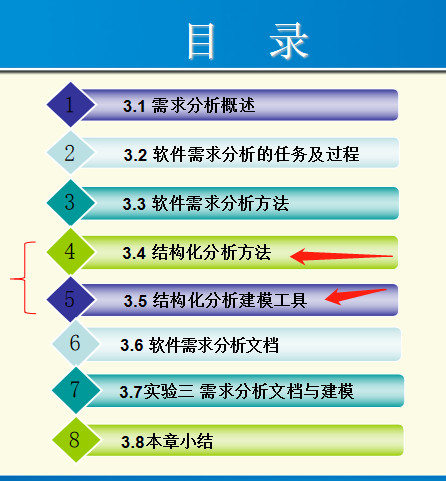 目 录
1 3.1 需求分析概述
2 3.2 软件需求分析的任务及过程
3 3.3 软件需求分析方法
4 3.4 结构化分析方法
5 3.5 结构化分析建模工具
6 3.6 软件需求分析文档
7 3.7实验三 需求分析文档与建模
8 3.8本章小结